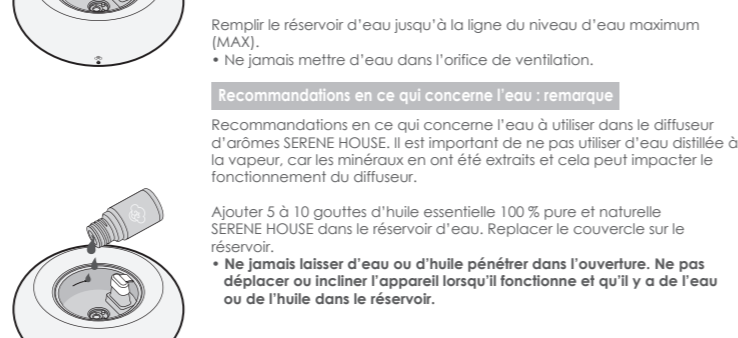 Remplir le réservoir d’eau jusqu’à la ligne du niveau d’eau maximum
(MAX).
• Ne jamais mettre d’eau dans l’orifice de ventilation.
Recommandations en ce qui concerne l’eau : remarque
Recommandations en ce qui concerne l’eau à utiliser dans le diffuseur
d’arômes SERENE HOUSE. Il est important de ne pas utiliser d’eau distillée à
la vapeur, car les minéraux en ont été extraits et cela peut impacter le
fonctionnement du diffuseur.
Ajouter 5 à 10 gouttes d’huile essentielle 100 % pure et naturelle
SERENE HOUSE dans le réservoir d’eau. Replacer le couvercle sur le
réservoir.
• Ne jamais laisser d’eau ou d’huile pénétrer dans l’ouverture. Ne pas
déplacer ou incliner l’appareil lorsqu’il fonctionne et qu’il y a de l’eau
ou de l’huile dans le réservoir.